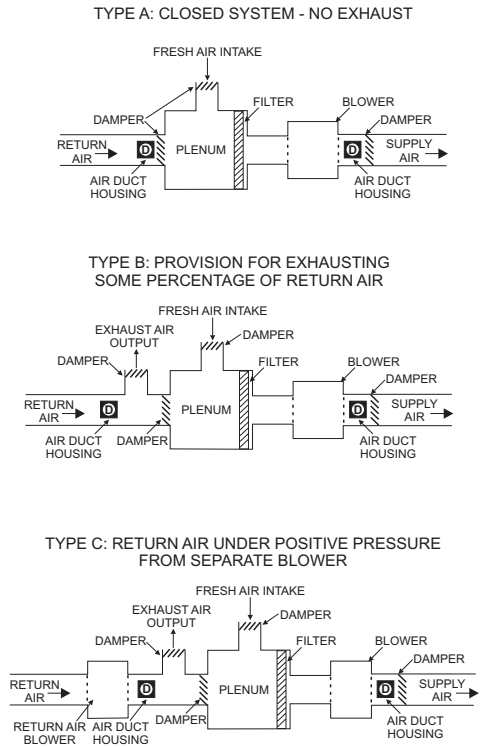 TYPE A: CLOSED SYSTEM - NO EXHAUST
FRESH AIR INTAKE
DAMPER
FILTER
BLOWER
DAMPER
RETURN
AIR
D
PLENUM
D
SUPPLY
AIR
AIR DUCT
HOUSING
AIR DUCT
HOUSING
TYPE B: PROVISION FOR EXHAUSTING
SOME PERCENTAGE OF RETURN AIR
FRESH AIR INTAKE
EXHAUST AIR
OUTPUT
DAMPER
DAMPER
FILTER
BLOWER
DAMPER
RETURN
AIR
D
PLENUM
D
SUPPLY
AIR
AIR DUCT
HOUSING
DAMPER
AIR DUCT
HOUSING
TYPE C: RETURN AIR UNDER POSITIVE PRESSURE
FROM SEPARATE BLOWER
FRESH AIR INTAKE
EXHAUST AIR
OUTPUT
DAMPER
DAMPER
FILTER
BLOWER
DAMPER
RETURN
AIR
D
PLENUM
D
SUPPLY
AIR
RETURN AIR
BLOWER
AIR DUCT
HOUSING
DAMPER
AIR DUCT
HOUSING